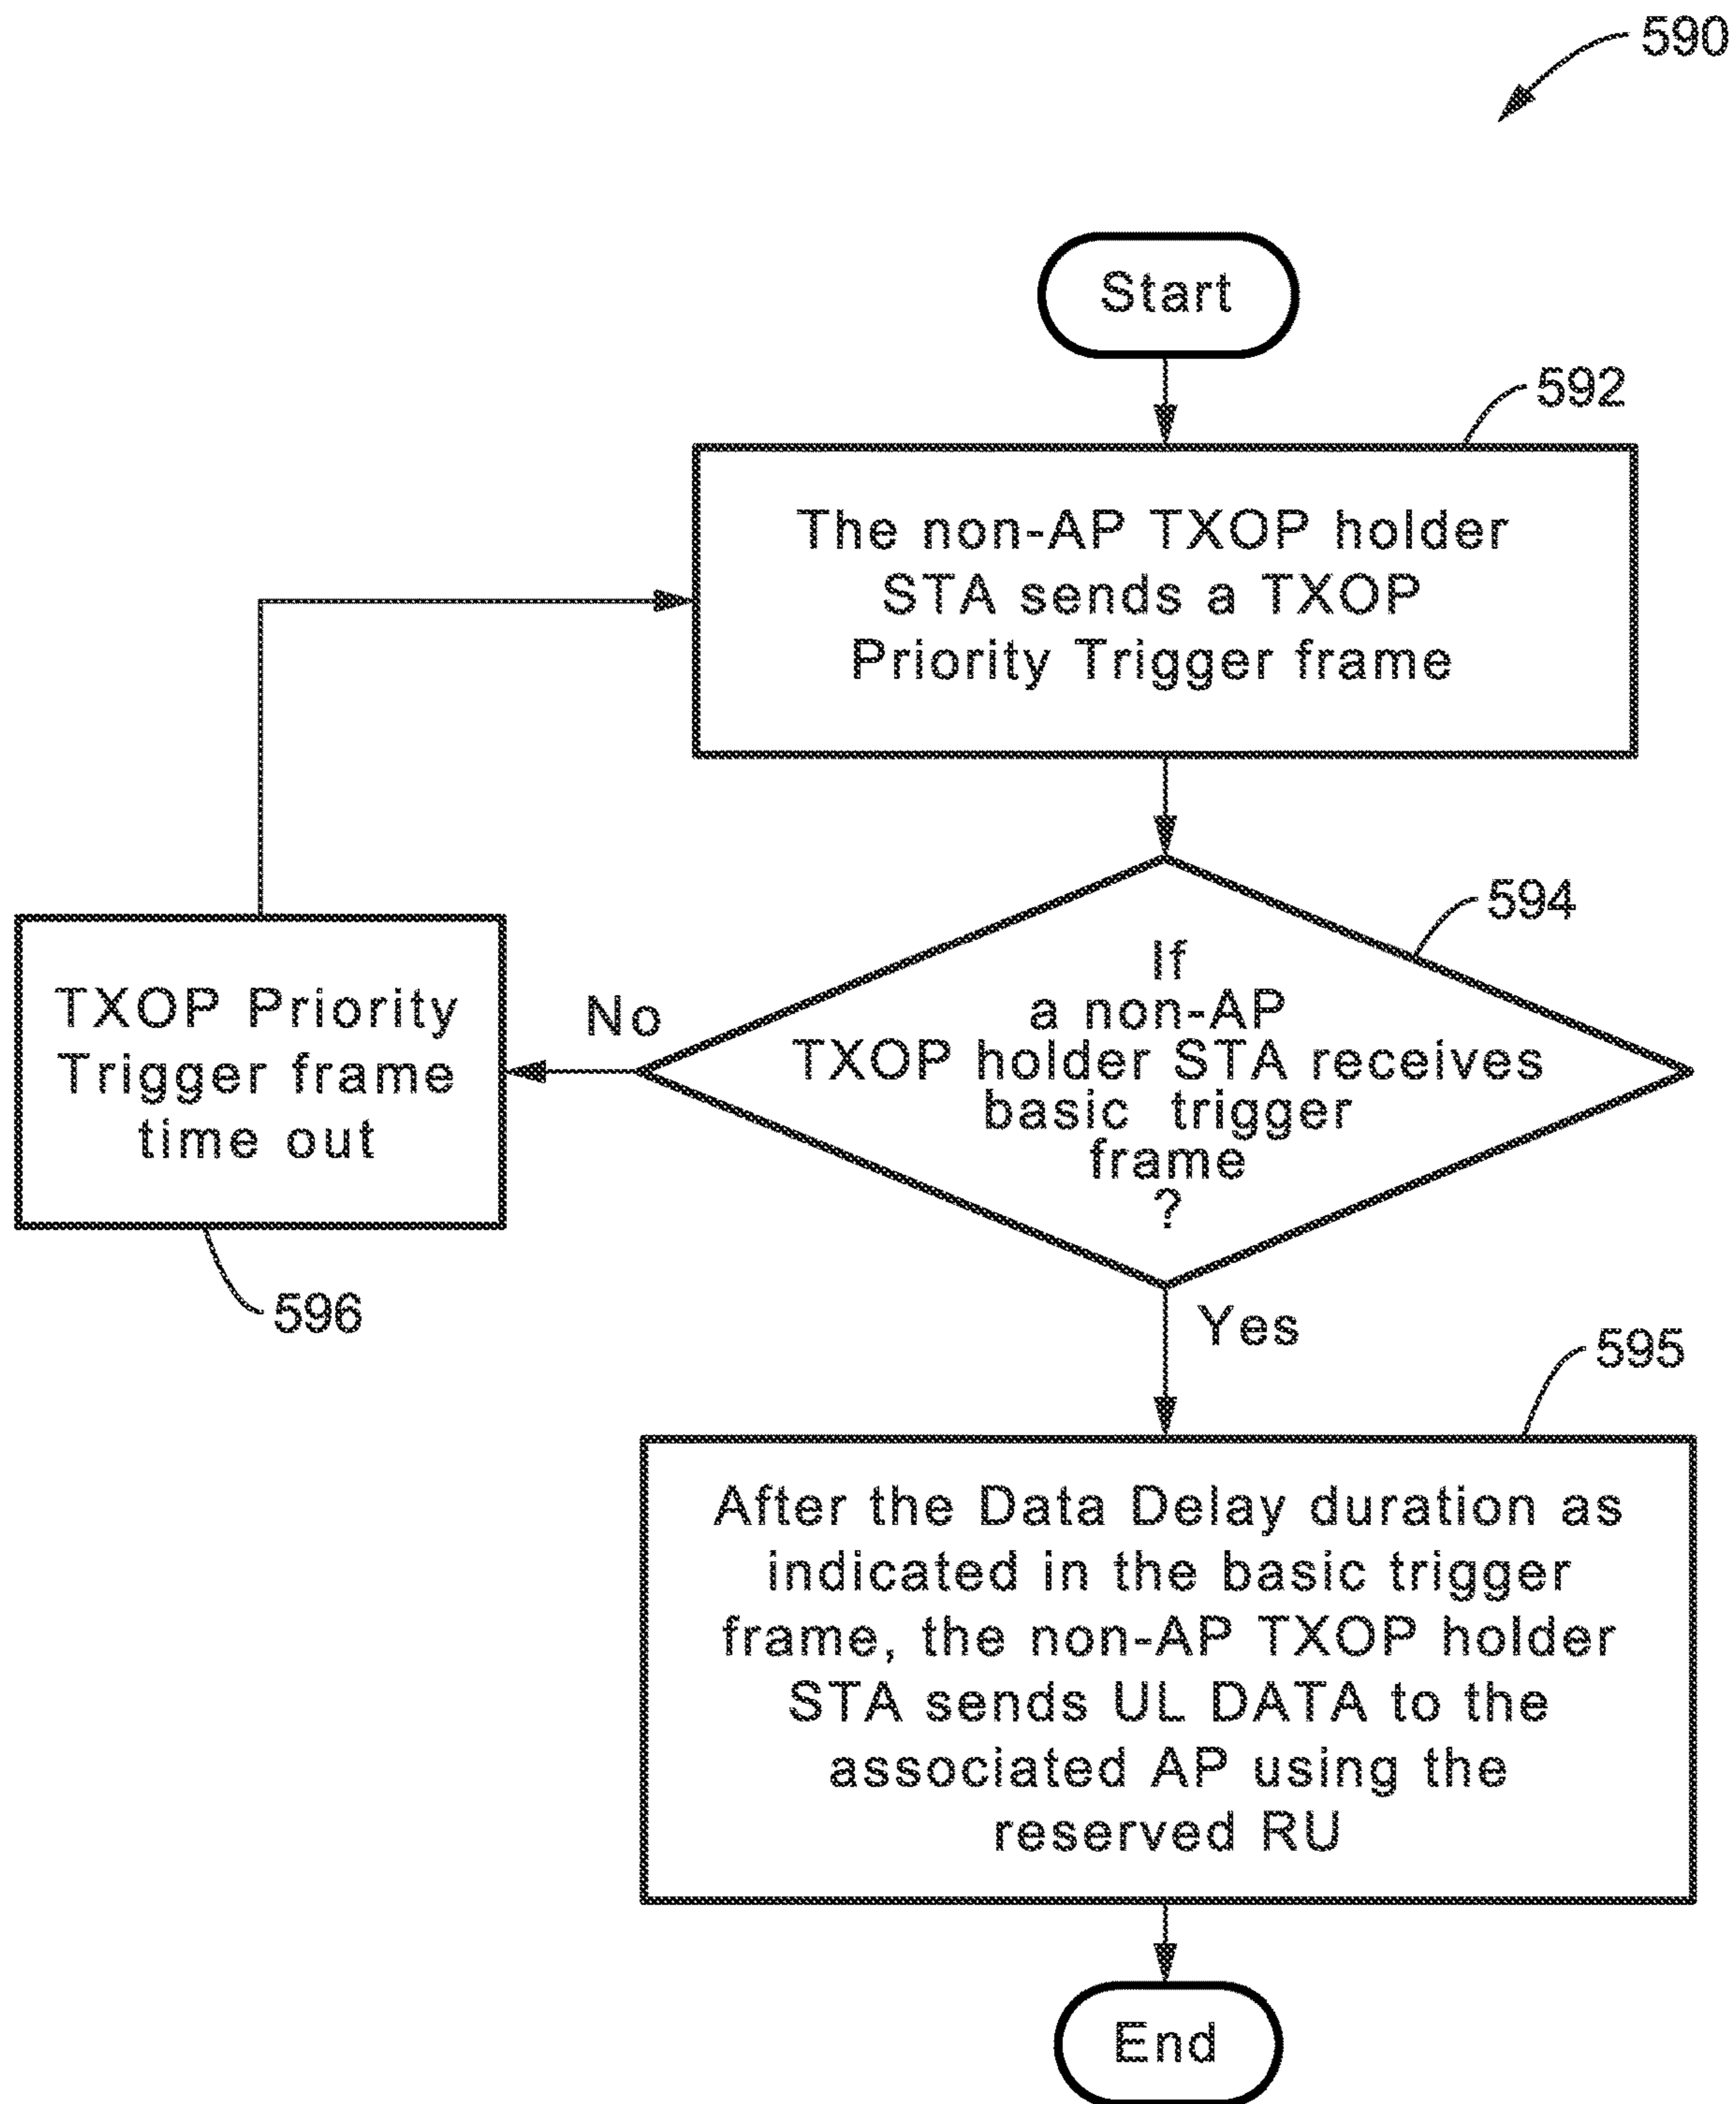 590
Start
592
The non-AP TXOP holder
STA sends a TXOP
Priority Trigger frame
594
If
a non-AP
TXOP holder STA receives
basic trigger
frame
?
No
TXOP Priority
Trigger frame
time out
596
Yes
595
After the Data Delay duration as
indicated in the basic trigger
frame, the non-AP TXOP holder
STA sends UL DATA to the
associated AP using the
reserved RU
End